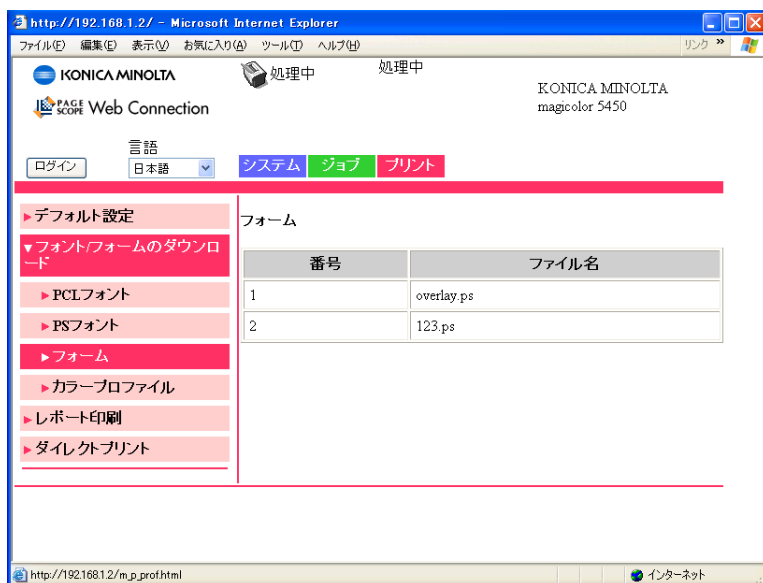 http://192.168.1.2/ - Microsoft Internet Explorer
ファイル(F) 編集(E) 表示(V) お気に入り(A) ツール(T) ヘルプ(H) リンク »
KONICA MINOLTA
処理中
処理中
KONICA MINOLTA
magicolor 5450
PAGE SCOPE Web Connection
言語
ログイン
日本語
システム
ジョブ
プリント
デフォルト設定
フォント/フォームのダウンロ
ード
PCLフォント
PSフォント
フォーム
カラープロファイル
レポート印刷
ダイレクトプリント
フォーム
番号 ファイル名
1 overlay.ps
2 123.ps
http://192.168.1.2/m_p_prof.html
インターネット